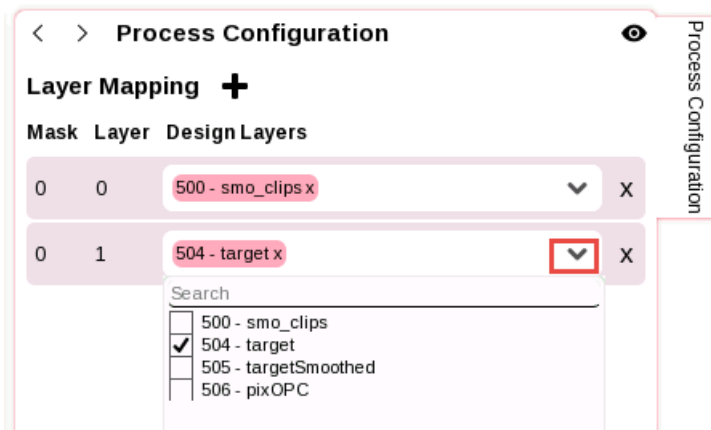 Process Configuration
Layer Mapping
Mask Layer Design Layers
0 0 500 - smo_clips x X
0 1 504 - target x X
Search
500 - smo_clips
504 - target
505 - targetSmoothed
506 - pixOPC
Process Configuration